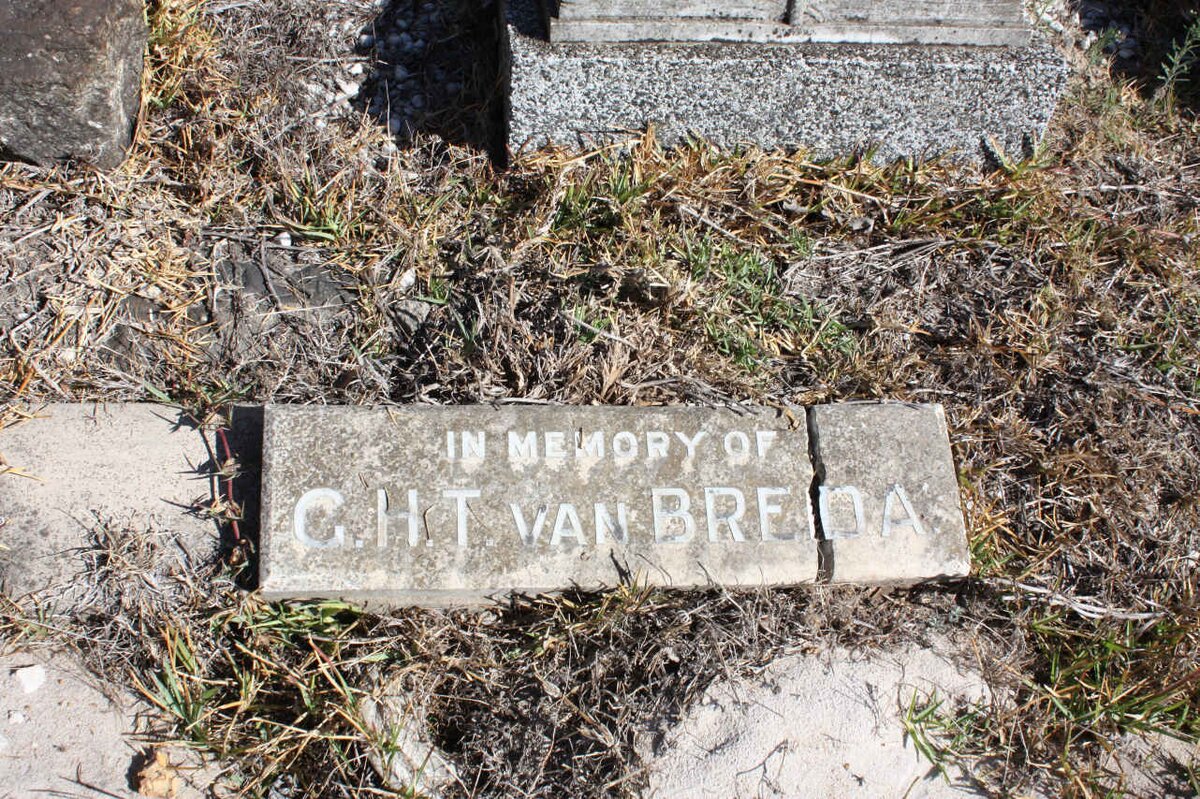 IN MEMORY OF
G.H.T. VAN BREDA